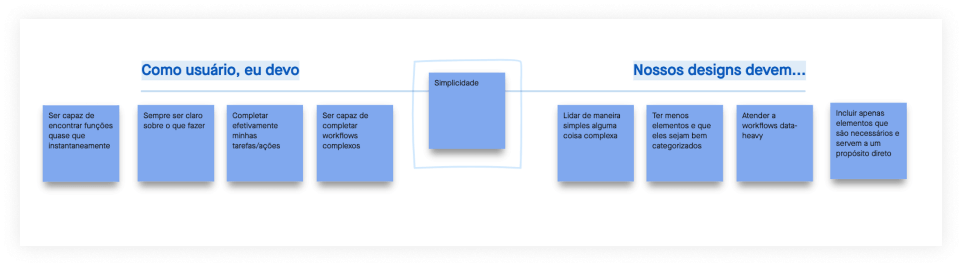 Como usuário, eu devo
Nossos designs devem...
Simplicidade
Ser capaz de
encontrar funções
quase que
instantaneamente
Sempre ser claro
sobre o que fazer
Completar
efetivamente
minhas
tarefas/ações
Ser capaz de
completar
workflows
complexos
Lidar de maneira
simples alguma
coisa complexa
Ter menos
elementos e que
eles sejam bem
categorizados
Atender a
workflows data-
heavy
Incluir apenas
elementos que
são necessários e
servem a um
propósito direto